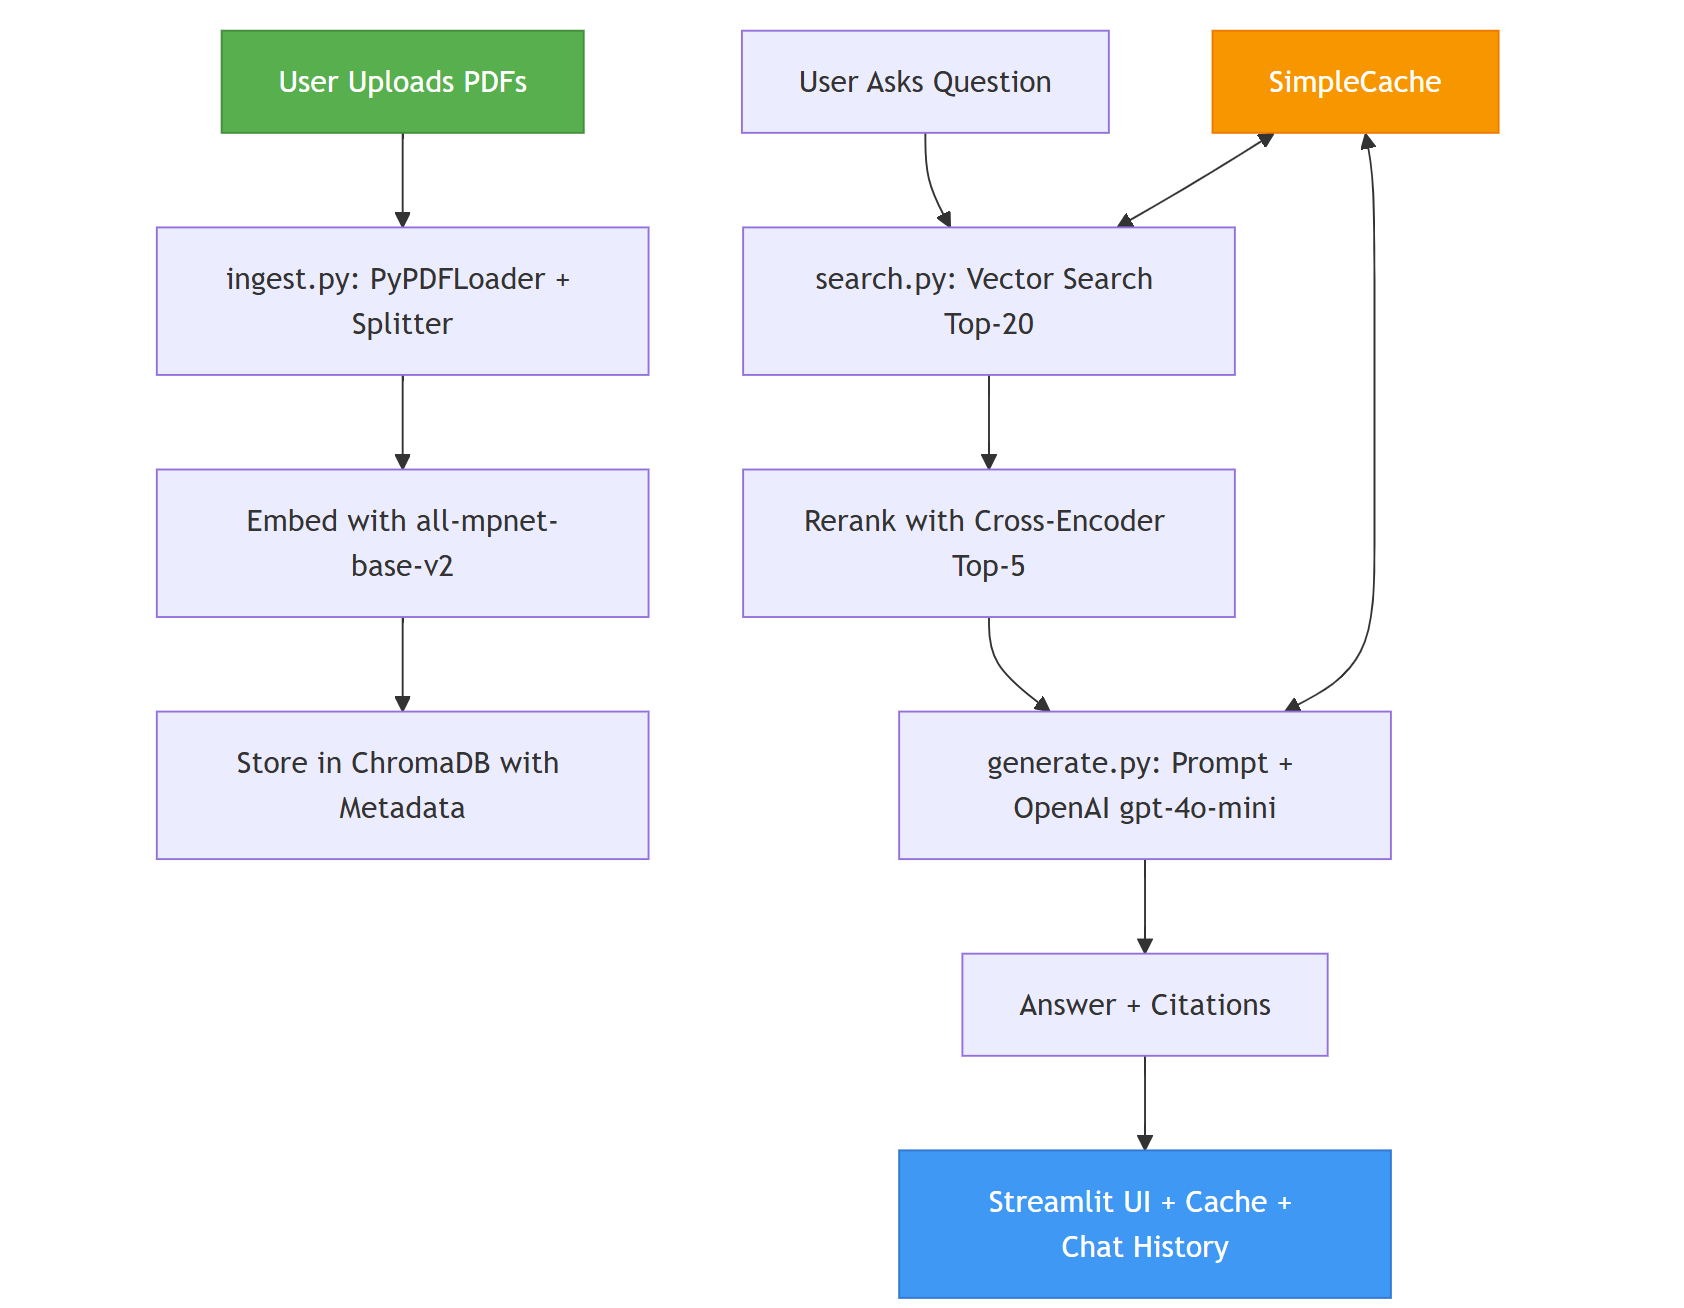 User Uploads PDFs
User Asks Question
SimpleCache
ingest.py: PyPDFLoader +
Splitter
search.py: Vector Search
Top-20
Embed with all-mpnet-
base-v2
Rerank with Cross-Encoder
Top-5
Store in ChromaDB with
Metadata
generate.py: Prompt +
OpenAI gpt-4o-mini
Answer + Citations
Streamlit UI + Cache +
Chat History